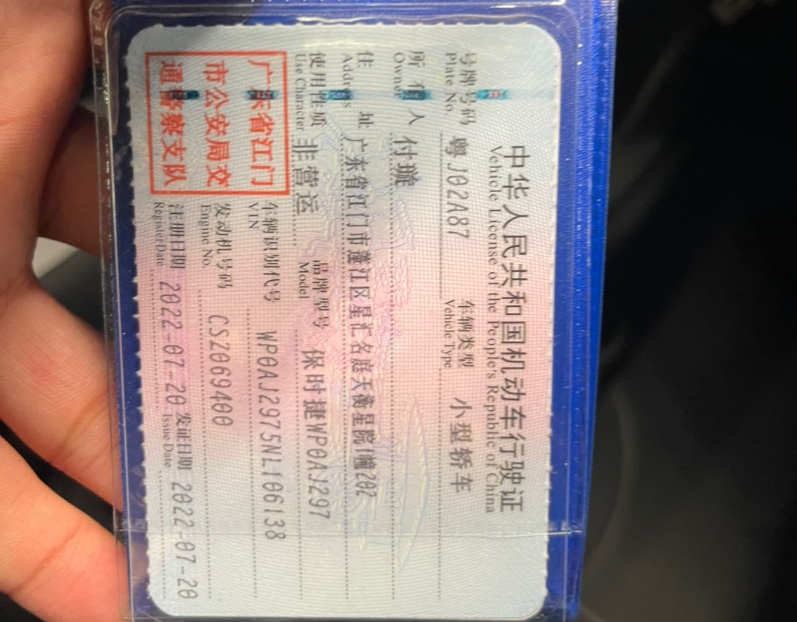 中华人民共和国机动车行驶证
Vehicle License of the People's Republic of China
号牌号码 粤J02A87 车辆类型 小型轿车
Plate No. Vehicle Type
所有人 付璇
Owner
住址 广东省江门市蓬江区星汇名庭天衡星院1幢202
Address
使用性质 非营运 品牌型号 保时捷WP0AJ297
Use Character Model
广东省江门
市公安局交
通警察支队
车辆识别代号 WP0AJ2975NL106138
VIN
发动机号码 CSZ069400
Engine No.
注册日期 2022-07-20 发证日期 2022-07-20
Register Date Issue Date